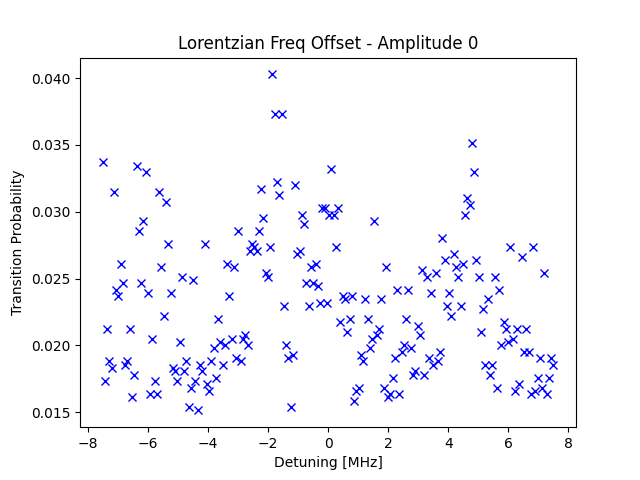 Lorentzian Freq Offset - Amplitude 0
0.040
0.035
0.030
0.025
0.020
0.015
Transition Probability
−8 −6 −4 −2 0 2 4 6 8
Detuning [MHz]